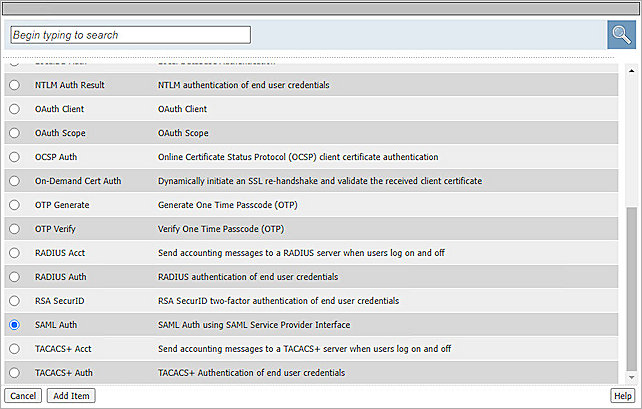 Begin typing to search
NTLM Auth Result NTLM authentication of end user credentials
OAuth Client OAuth Client
OAuth Scope OAuth Scope
OCSP Auth Online Certificate Status Protocol (OCSP) client certificate authentication
On-Demand Cert Auth Dynamically initiate an SSL re-handshake and validate the received client certificate
OTP Generate Generate One Time Passcode (OTP)
OTP Verify Verify One Time Passcode (OTP)
RADIUS Acct Send accounting messages to a RADIUS server when users log on and off
RADIUS Auth RADIUS authentication of end user credentials
RSA SecurID RSA SecurID two-factor authentication of end user credentials
SAML Auth SAML Auth using SAML Service Provider Interface
TACACS+ Acct Send accounting messages to a TACACS+ server when users log on and off
TACACS+ Auth TACACS+ Authentication of end user credentials
Cancel Add Item Help